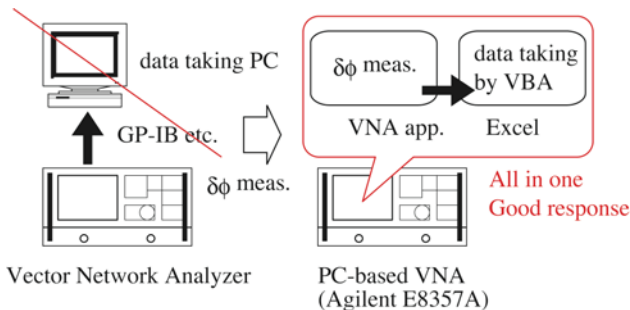 data taking PC
GP-IB etc.
δϕ meas.
Vector Network Analyzer
δϕ meas.
data taking
by VBA
VNA app.
Excel
All in one
Good response
PC-based VNA
(Agilent E8357A)